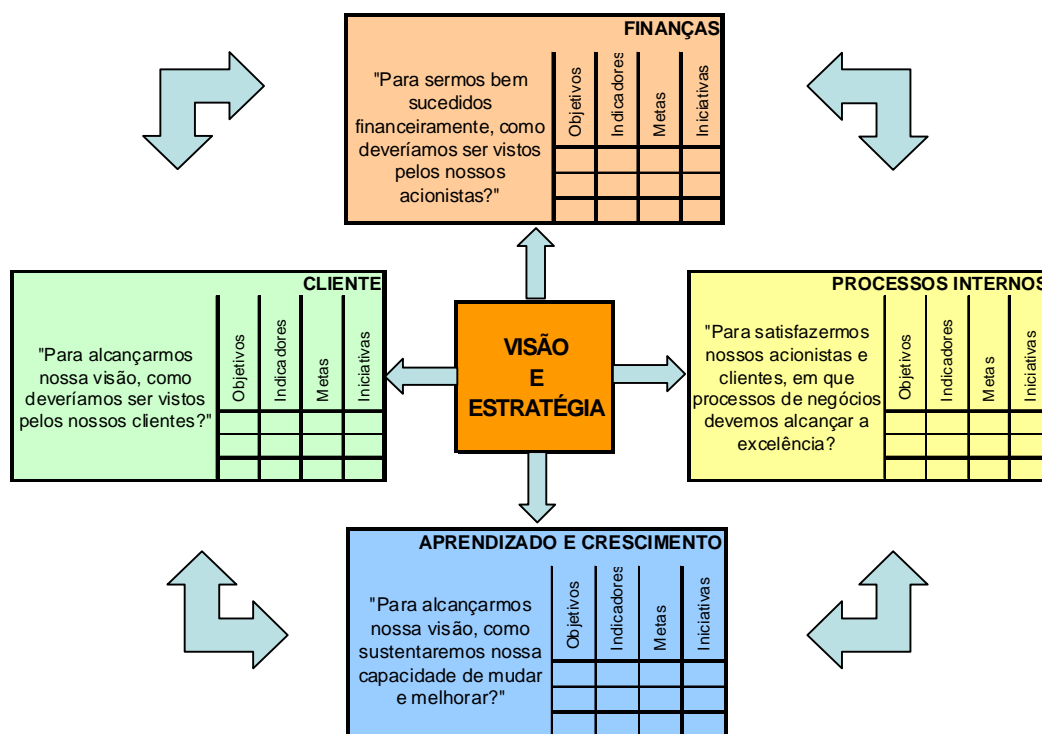 FINANÇAS
"Para sermos bem
sucedidos
financeiramente, como
deveríamos ser vistos
pelos nossos
acionistas?"
Objetivos
Indicadores
Metas
Iniciativas
CLIENTE
"Para alcançarmos
nossa visão, como
deveríamos ser vistos
pelos nossos clientes?"
Objetivos
Indicadores
Metas
Iniciativas
VISÃO
E
ESTRATÉGIA
PROCESSOS INTERNOS
"Para satisfazermos
nossos acionistas e
clientes, em que
processos de negócios
devemos alcançar a
excelência?
Objetivos
Indicadores
Metas
Iniciativas
APRENDIZADO E CRESCIMENTO
"Para alcançarmos
nossa visão, como
sustentaremos nossa
capacidade de mudar
e melhorar?"
Objetivos
Indicadores
Metas
Iniciativas